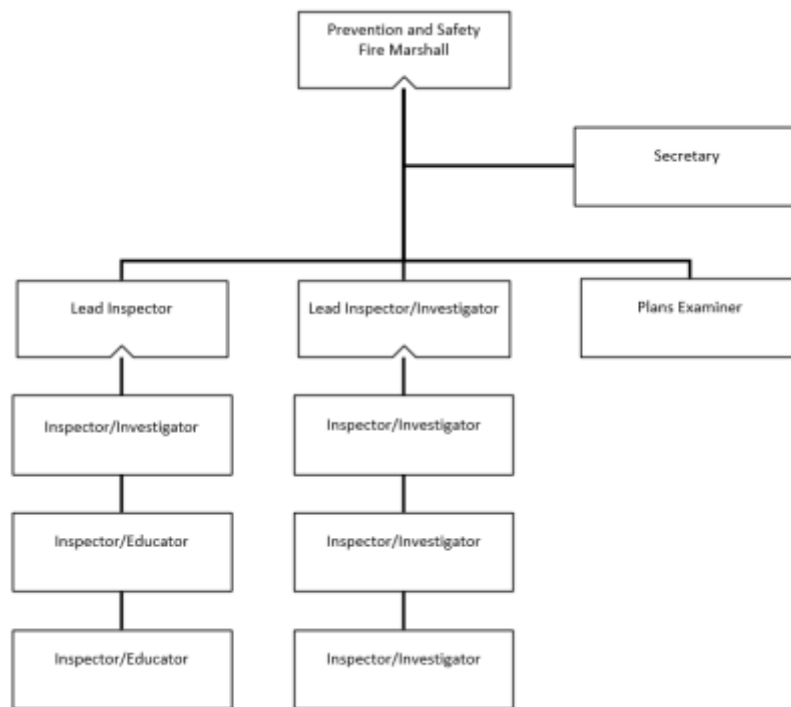 Prevention and Safety
Fire Marshall
Secretary
Lead Inspector
Lead Inspector/Investigator
Plans Examiner
Inspector/Investigator
Inspector/Investigator
Inspector/Educator
Inspector/Investigator
Inspector/Educator
Inspector/Investigator